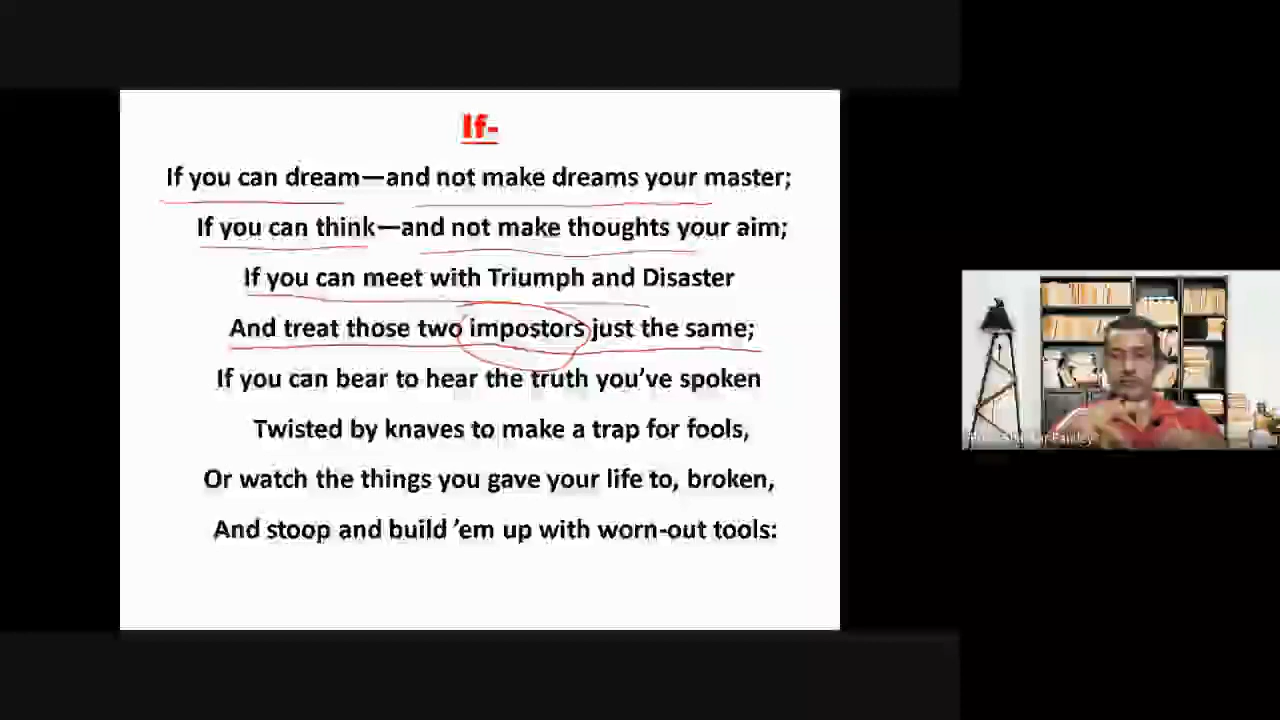 If-
If you can dream—and not make dreams your master;
If you can think—and not make thoughts your aim;
If you can meet with Triumph and Disaster
And treat those two impostors just the same;
If you can bear to hear the truth you’ve spoken
Twisted by knaves to make a trap for fools,
Or watch the things you gave your life to, broken,
And stoop and build ’em up with worn-out tools: